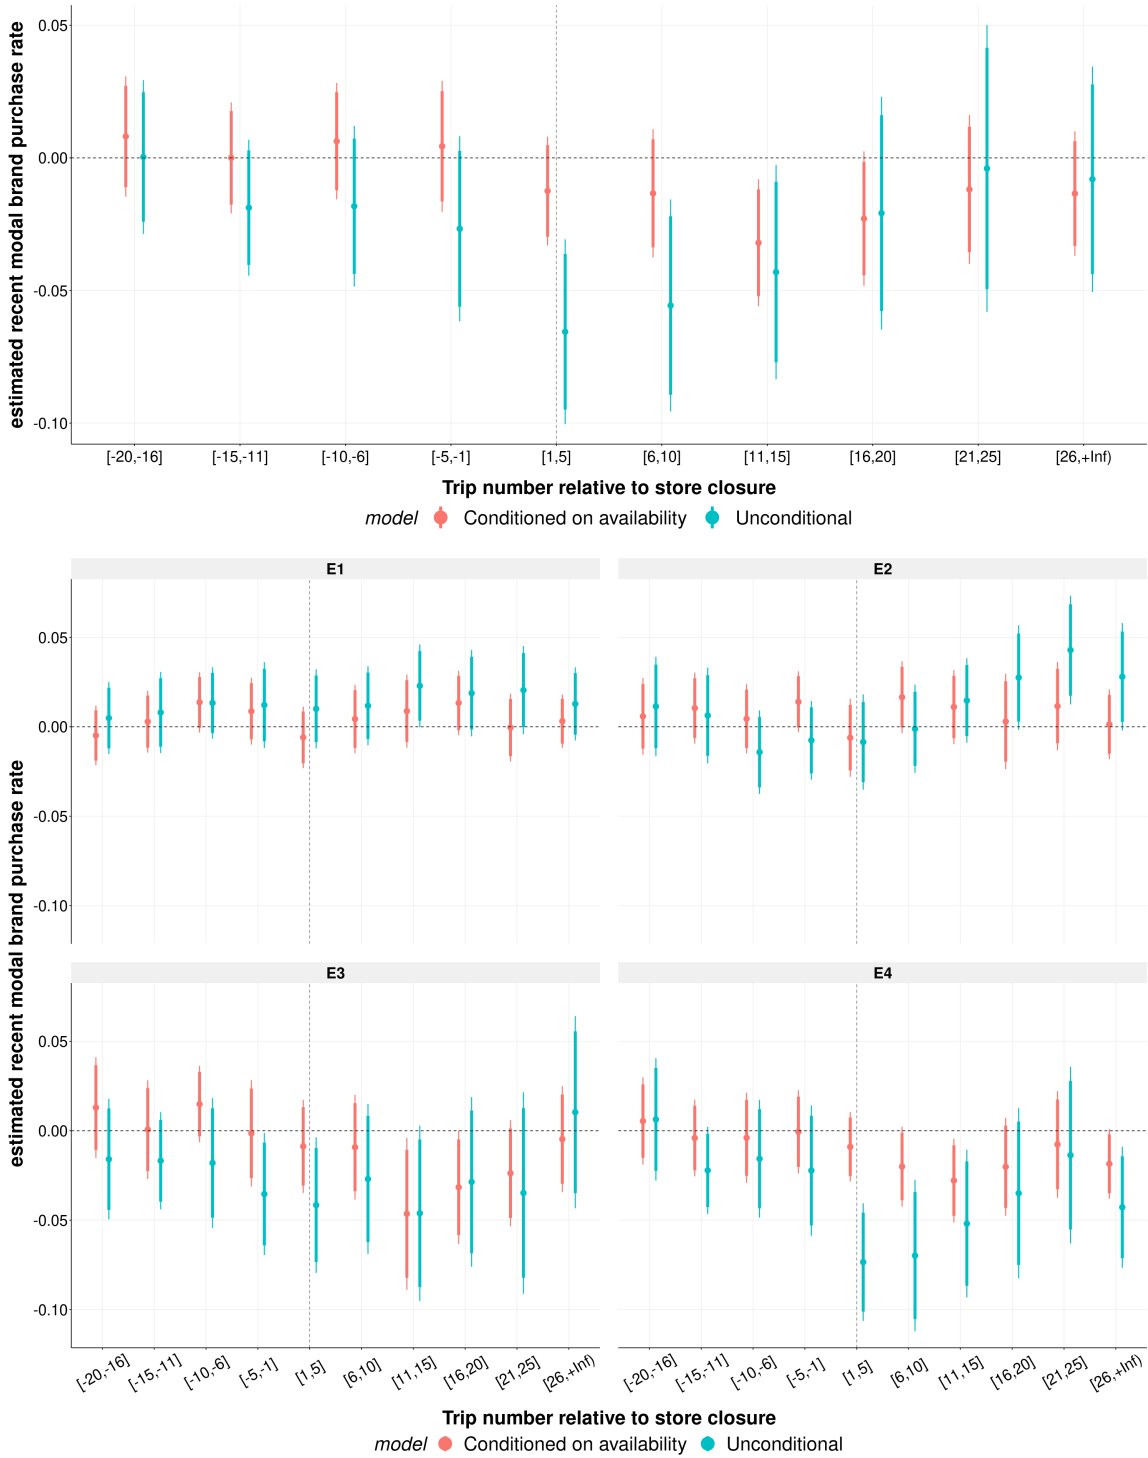 estimated recent modal brand purchase rate
0.05
0.00
-0.05
-0.10
[-20,-16] [-15,-11] [-10,-6] [-5,-1] [1,5] [6,10] [11,15] [16,20] [21,25] [26,+Inf)
Trip number relative to store closure
model Conditioned on availability Unconditional
estimated recent modal brand purchase rate
E1 E2
0.05
0.00
-0.05
-0.10
E3 E4
0.05
0.00
-0.05
-0.10
[-20,-16] [-15,-11] [-10,-6] [-5,-1] [1,5] [6,10] [11,15] [16,20] [21,25] [26,+Inf) [-20,-16] [-15,-11] [-10,-6] [-5,-1] [1,5] [6,10] [11,15] [16,20] [21,25] [26,+Inf)
Trip number relative to store closure
model Conditioned on availability Unconditional